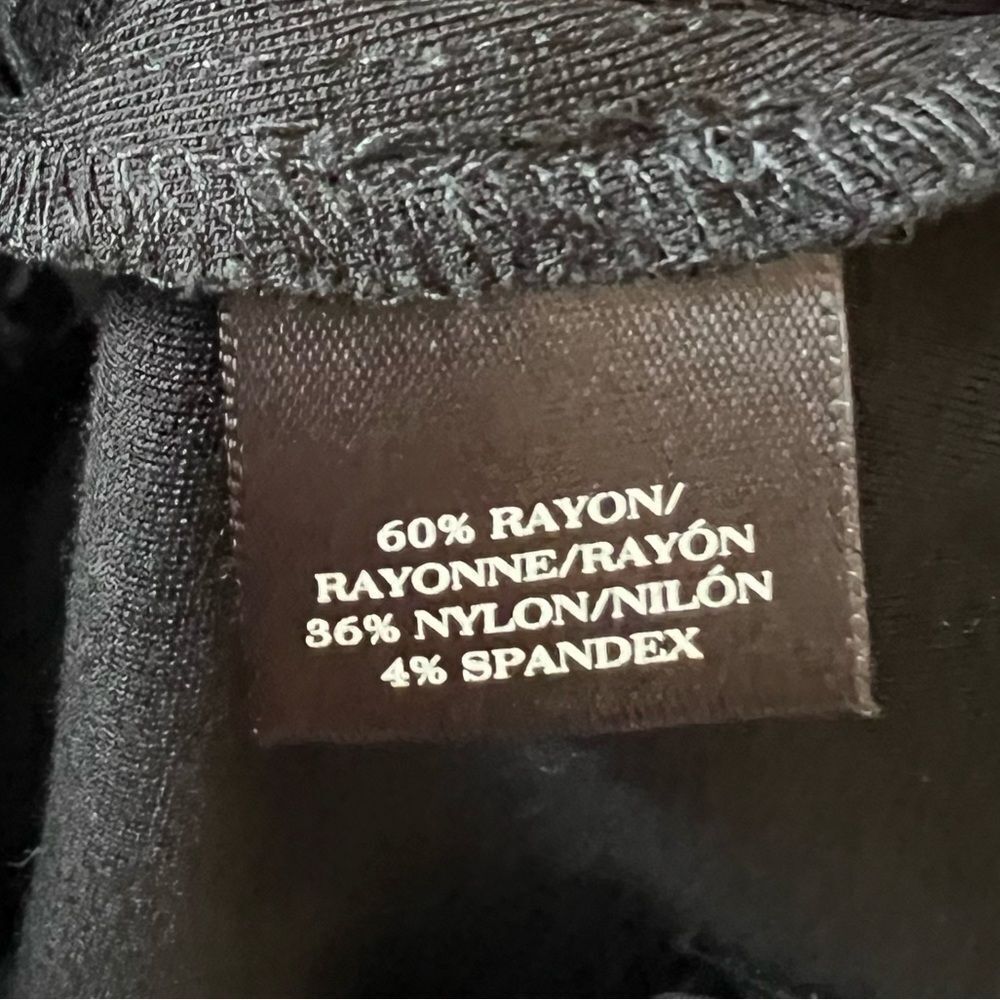 60% RAYON/
RAYONNE/RAYÓN
36% NYLON/NILÓN
4% SPANDEX